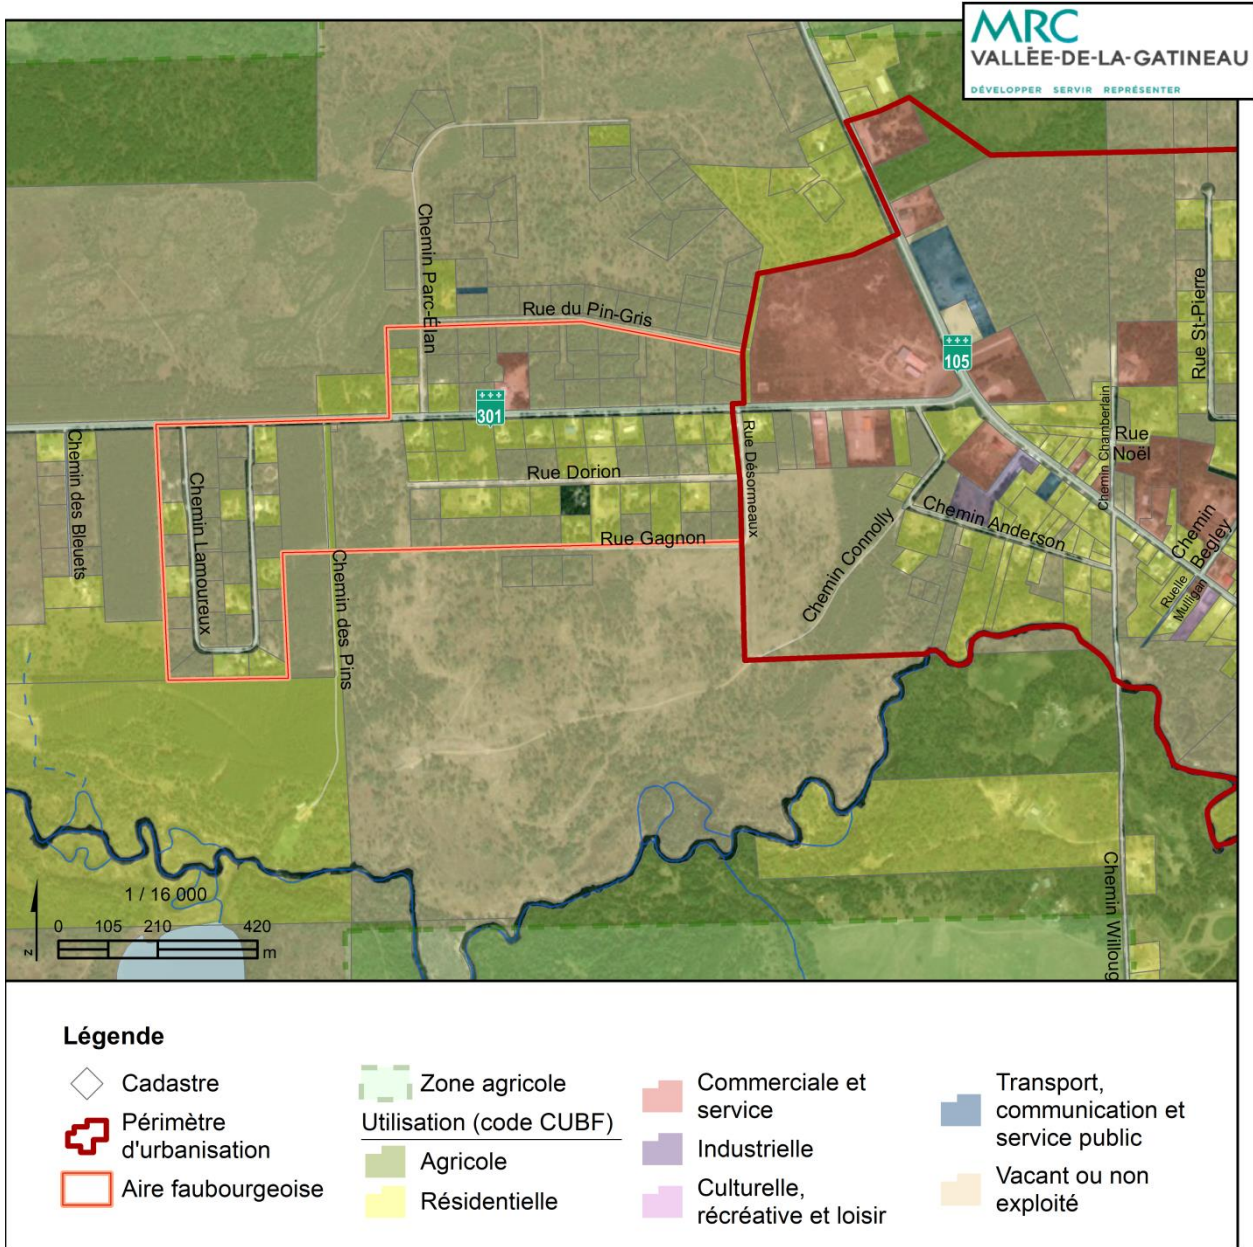 MRC
VALLÉE-DE-LA-GATINEAU
DÉVELOPPER SERVIR REPRÉSENTER
Chemin Parc-Élan
Rue du Pin-Gris
105
301
Rue St-Pierre
Chemin Chamberlain
Rue
Noël
Chemin des Bleuets
Chemin Lamoureux
Rue Dorion
Rue Désormeaux
Rue Gagnon
Chemin des Pins
Chemin Connolly
Chemin Anderson
Chemin
Begley
Ruelle
Mulligan
Chemin Willoug
1 / 16 000
0 105 210 420
m
z
Légende
Cadastre
Périmètre
d'urbanisation
Aire faubourgeoise
Zone agricole
Utilisation (code CUBF)
Agricole
Résidentielle
Commerciale et
service
Industrielle
Culturelle,
récréative et loisir
Transport,
communication et
service public
Vacant ou non
exploité